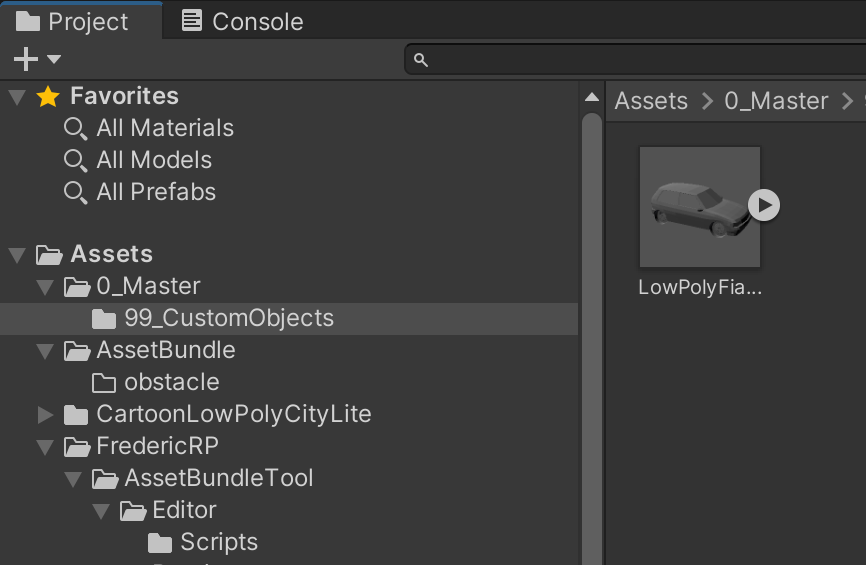 Project
Console
Favorites
All Materials
All Models
All Prefabs
Assets
0_Master
99_CustomObjects
AssetBundle
obstacle
CartoonLowPolyCityLite
FredericRP
AssetBundleTool
Editor
Scripts
Assets > 0_Master >
LowPolyFia...